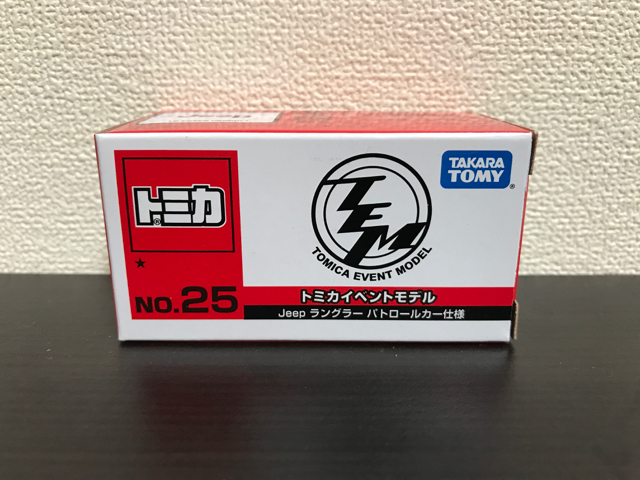 トミカ
®
TEM
TOMICA EVENT MODEL
TAKARA
TOMY®
★
NO.25
トミカイベントモデル
Jeep ラングラー パトロールカー仕様